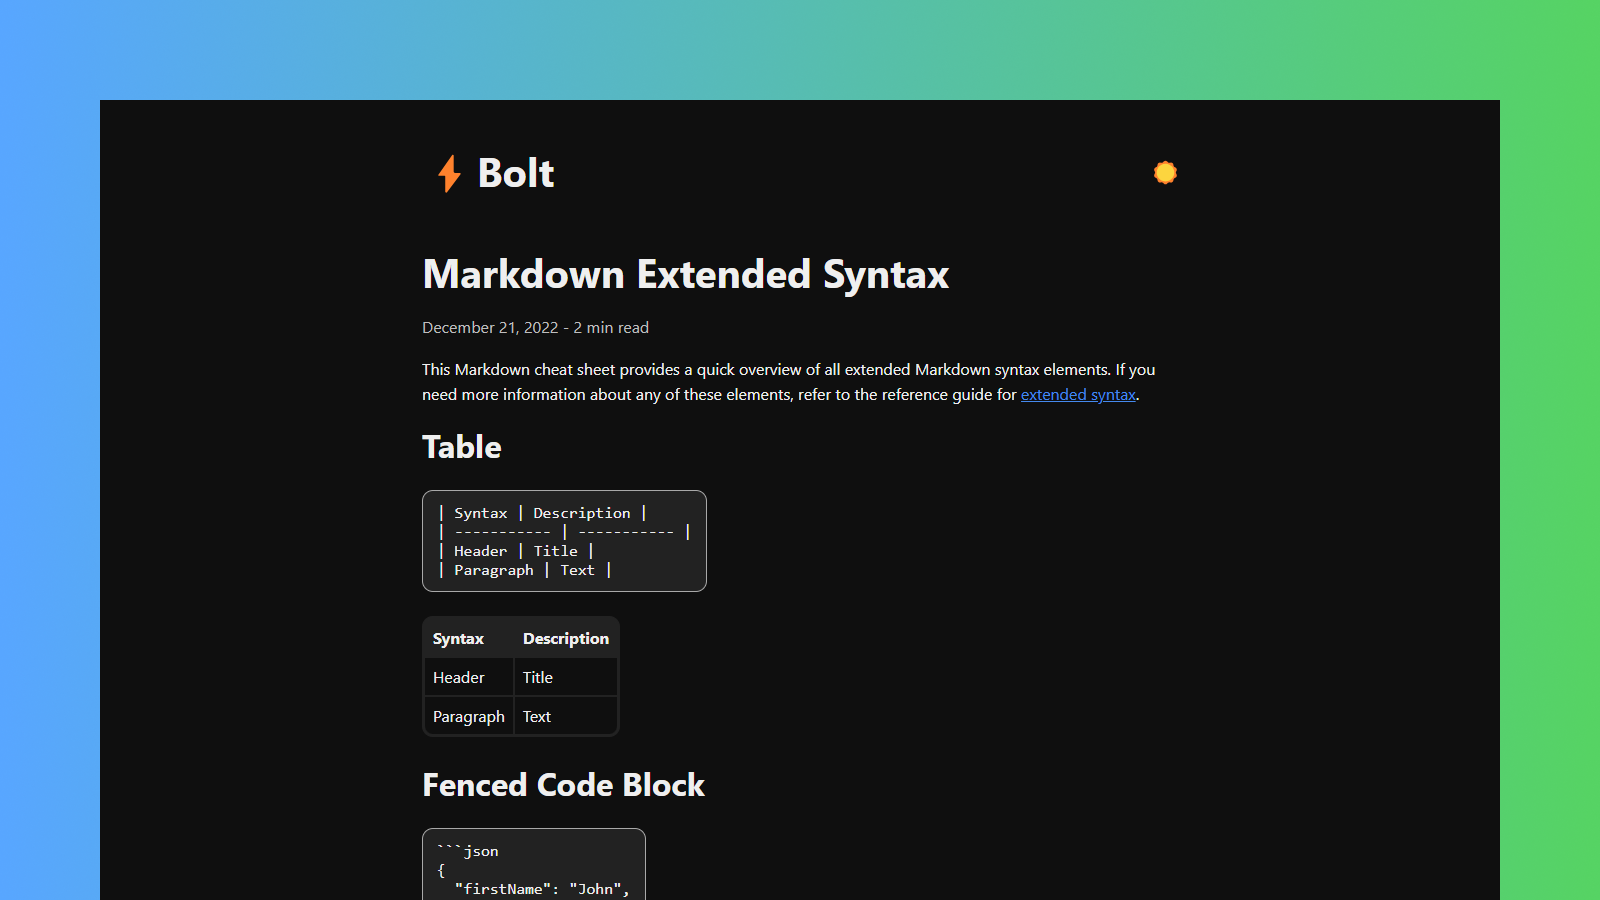 Bolt
Markdown Extended Syntax
December 21, 2022 - 2 min read
This Markdown cheat sheet provides a quick overview of all extended Markdown syntax elements. If you
need more information about any of these elements, refer to the reference guide for extended syntax.
Table
| Syntax | Description |
| ----------- | ----------- |
| Header | Title |
| Paragraph | Text |
Syntax Description
Header Title
Paragraph Text
Fenced Code Block
```json
{
  "firstName": "John",